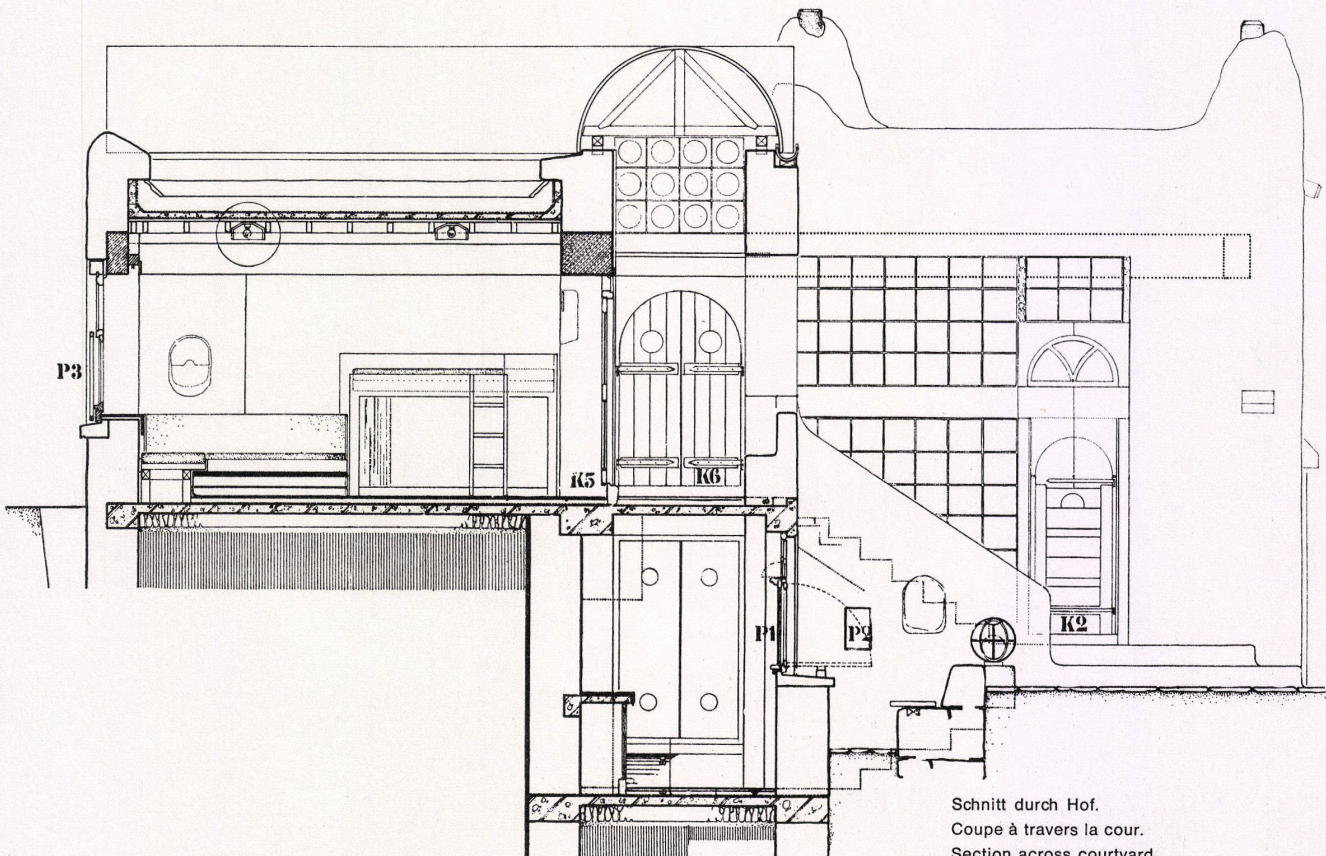 P3
K5
K6
P1
P2
K2
Schnitt durch Hof.
Coupe à travers la cour.
Section across courtyard.